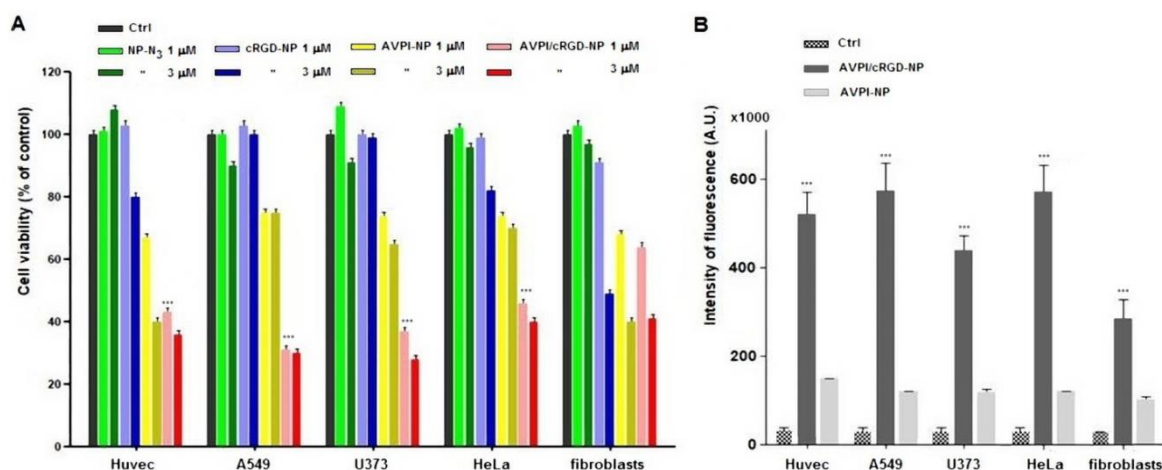 A
Ctrl
NP-N3 1 µM cRGD-NP 1 µM AVPI-NP 1 µM AVPI/cRGD-NP 1 µM
" 3 µM " 3 µM " 3 µM " 3 µM
Cell viability (% of control)
120
100
80
60
40
20
0
***
***
***
***
Huvec A549 U373 HeLa fibroblasts
B
Ctrl
AVPI/cRGD-NP
AVPI-NP
x1000
Intensity of fluorescence (A.U.)
600
400
200
0
***
***
***
***
***
Huvec A549 U373 HeLa fibroblasts